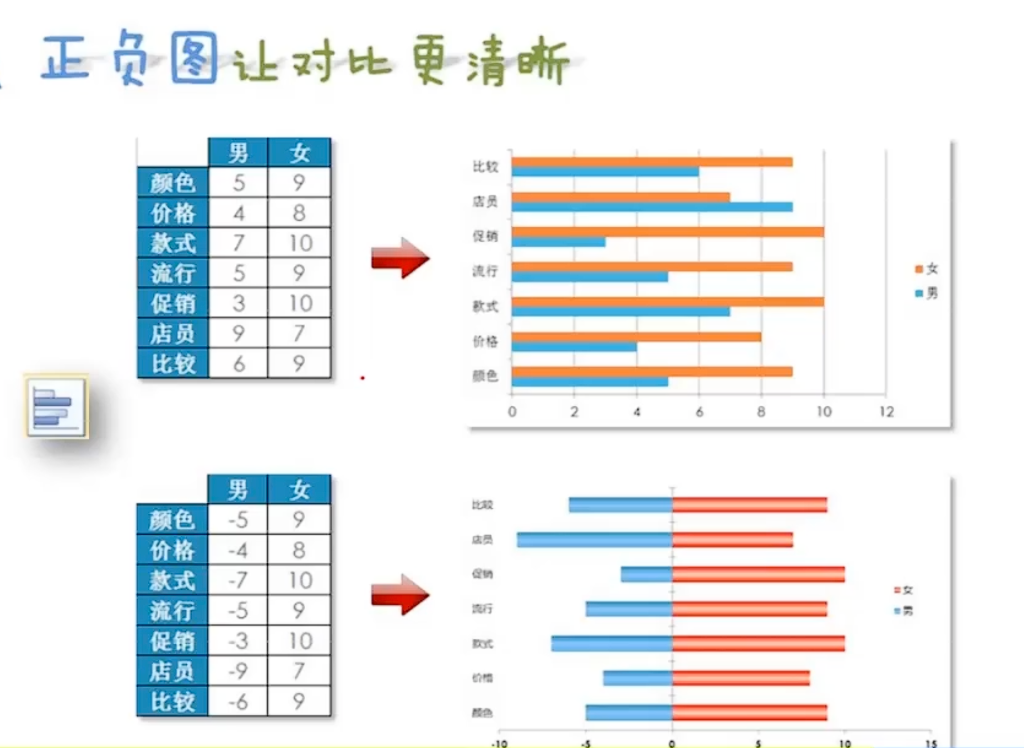 正负图让对比更清晰
男 女
颜色 5 9
价格 4 8
款式 7 10
流行 5 9
促销 3 10
店员 9 7
比较 6 9
比较
店员
促销
流行
款式
价格
颜色
0 2 4 6 8 10 12
女
男
男 女
颜色 -5 9
价格 -4 8
款式 -7 10
流行 -5 9
促销 -3 10
店员 -9 7
比较 -6 9
比较
店员
促销
流行
款式
价格
颜色
-10 -5 0 5 10 15
女
男